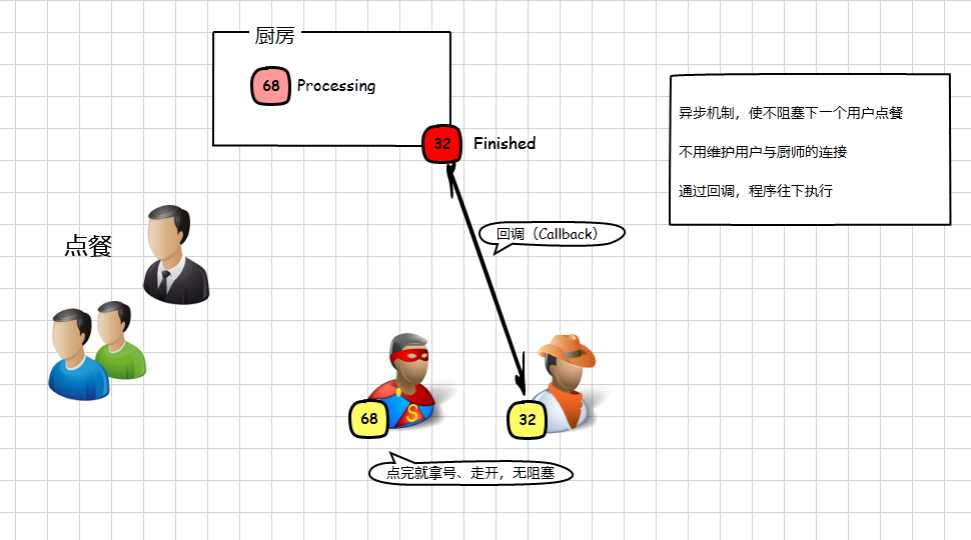 厨房
68 Processing
32 Finished
异步机制，使不阻塞下一个用户点餐
不用维护用户与厨师的连接
通过回调，程序往下执行
点餐
回调（Callback）
S
68
32
点完就拿号、走开，无阻塞